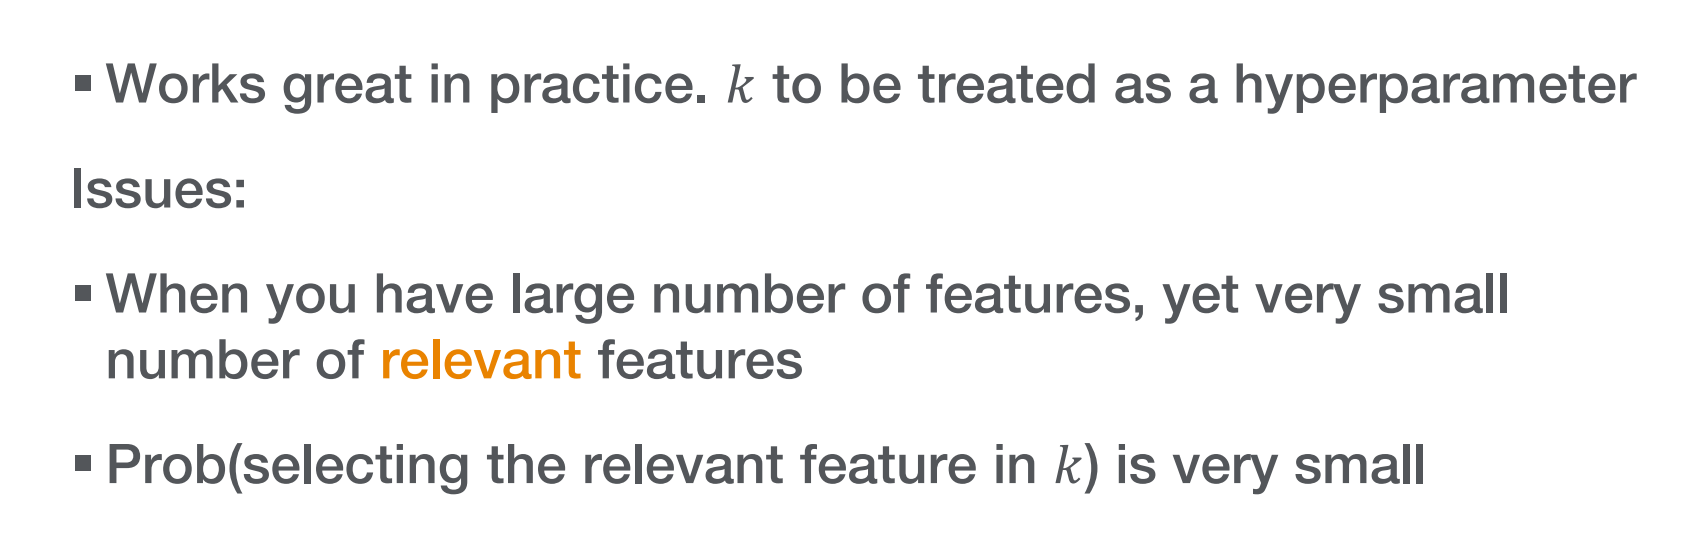 ▪ Works great in practice. k to be treated as a hyperparameter
Issues:
▪ When you have large number of features, yet very small
number of relevant features
▪ Prob(selecting the relevant feature in k) is very small